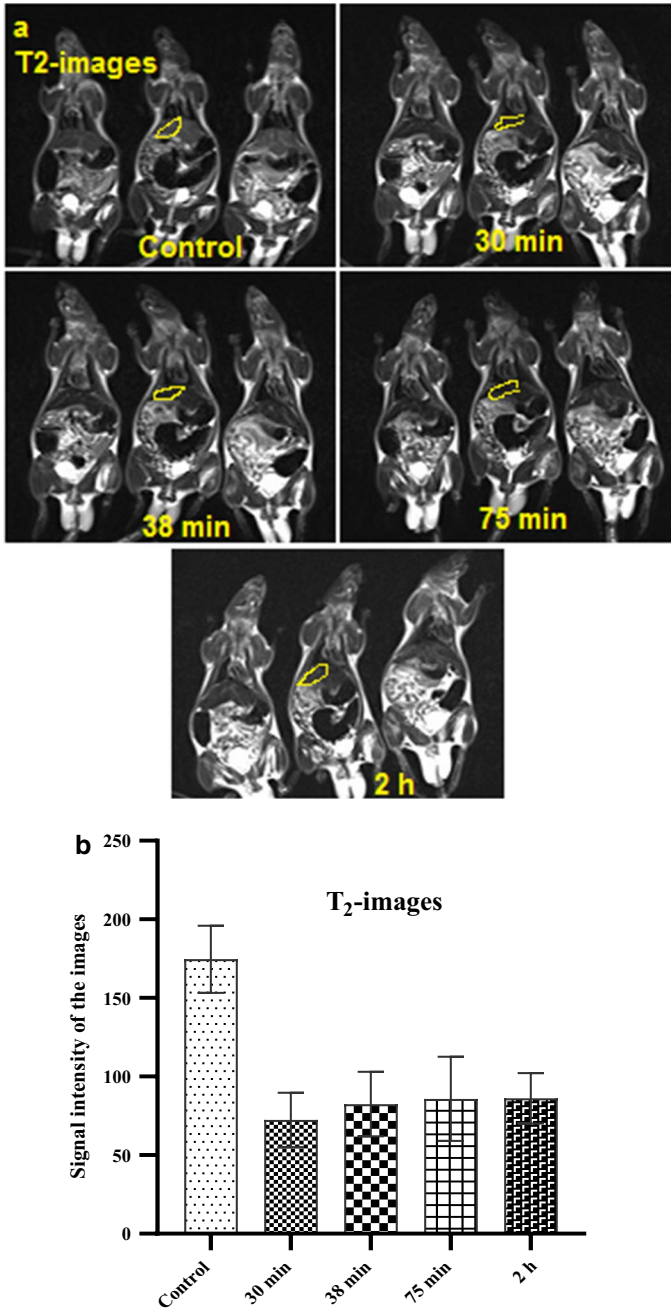 a
T2-images
Control
30 min
38 min
75 min
2 h
b
T₂-images
Signal intensity of the images
250
200
150
100
50
0
Control
30 min
38 min
75 min
2 h